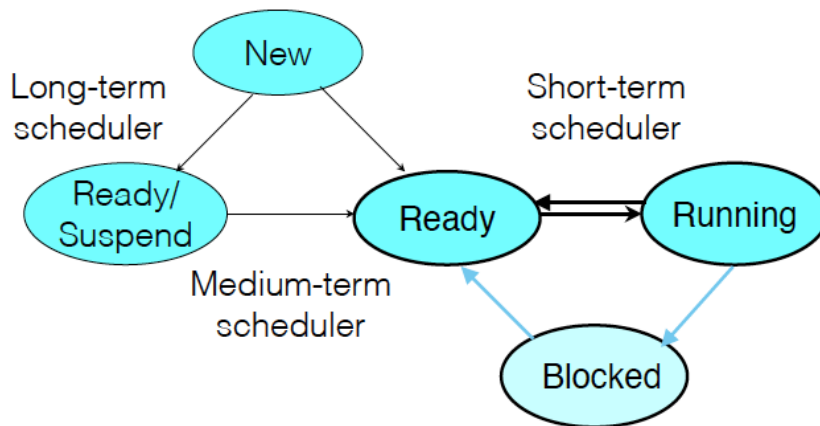 New
Long-term
scheduler
Short-term
scheduler
Ready/
Suspend
Ready
Running
Medium-term
scheduler
Blocked